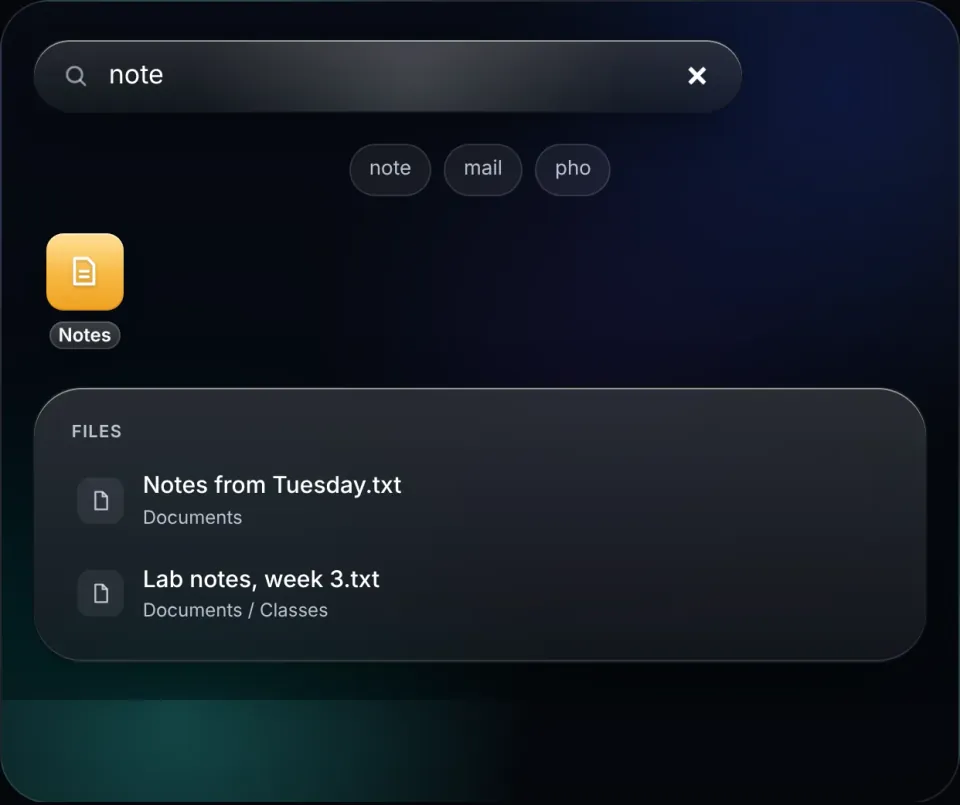 note
note mail pho
Notes
FILES
Notes from Tuesday.txt
Documents
Lab notes, week 3.txt
Documents / Classes